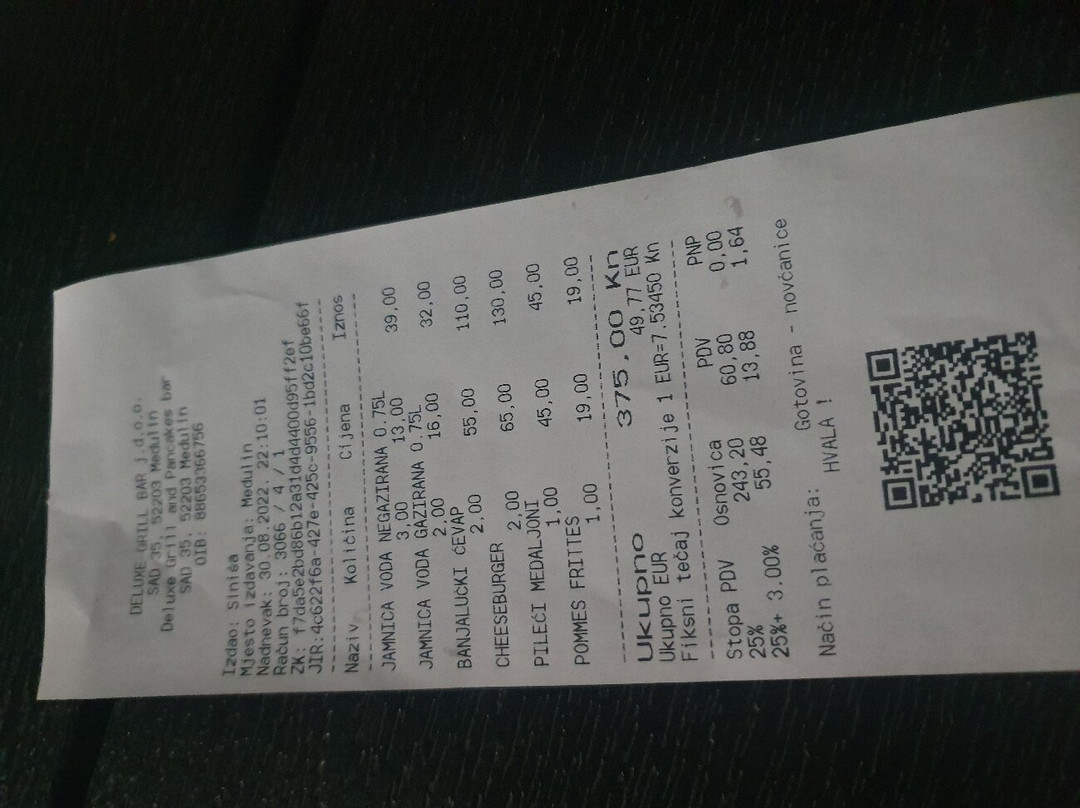 DELUXE GRILL BAR j.d.o.o.
SAD 35, 52203 Medulin
Deluxe Grill and Pancakes bar
SAD 35, 52203 Medulin
OIB: 88653366756
Izdao: Siniša
Mjesto izdavanja: Medulin
Nadnevak: 30.08.2022. 22:10:01
Račun broj: 3066 / 4 / 1
ZK: f7da5e2bd86b12a31d4d4400d95ff2ef
JIR:4c622f6a-427e-425c-9556-1bd2c10be66f
Naziv Količina Cijena Iznos
JAMNICA VODA NEGAZIRANA 0.75L
3,00 13,00 39,00
JAMNICA VODA GAZIRANA 0.75L
2,00 16,00 32,00
BANJALUČKI ĆEVAP
2,00 55,00 110,00
CHEESEBURGER
2,00 65,00 130,00
PILEĆI MEDALJONI
1,00 45,00 45,00
POMMES FRITTES
1,00 19,00 19,00
Ukupno 375,00 Kn
Ukupno EUR 49,77 EUR
Fiksni tečaj konverzije 1 EUR=7.53450 Kn
Stopa PDV Osnovica PDV PNP
25% 243,20 60,80 0,00
25%+ 3.00% 55,48 13,88 1,64
Način plaćanja: Gotovina - novčanice
HVALA !